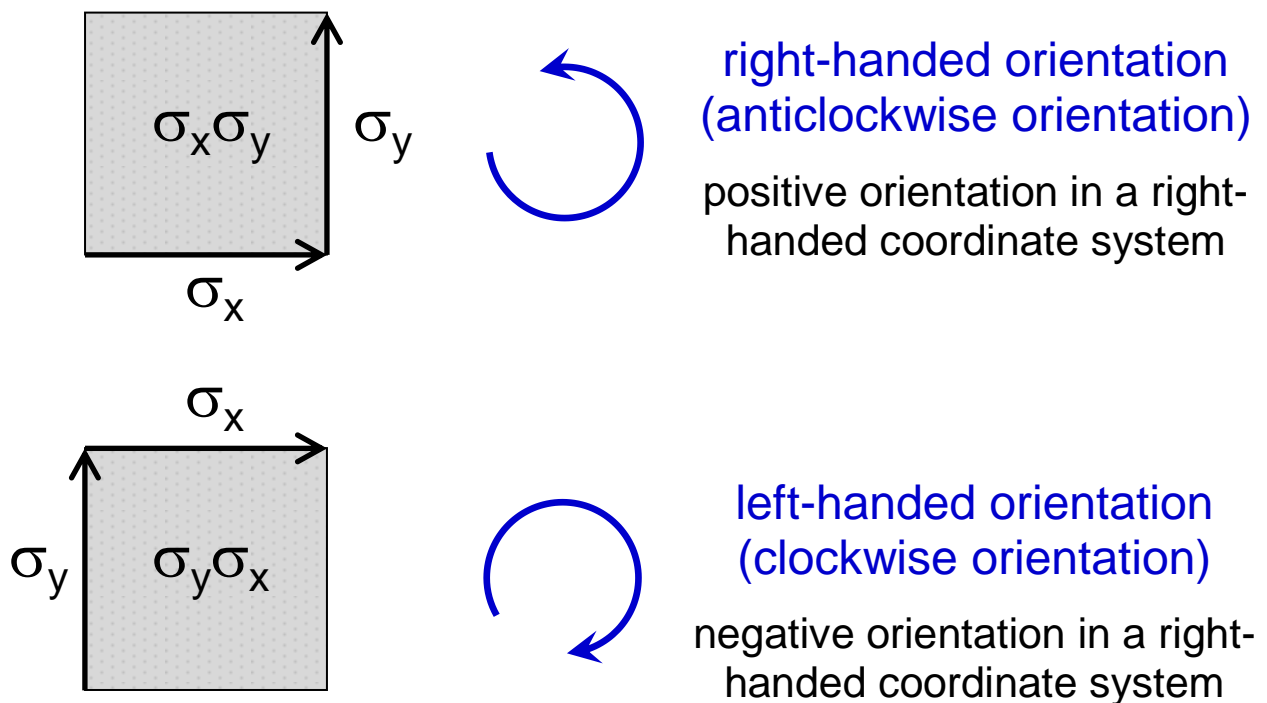 σxσy
σy
σx
right-handed orientation
(anticlockwise orientation)
positive orientation in a right-
handed coordinate system
σx
σy
σyσx
left-handed orientation
(clockwise orientation)
negative orientation in a right-
handed coordinate system